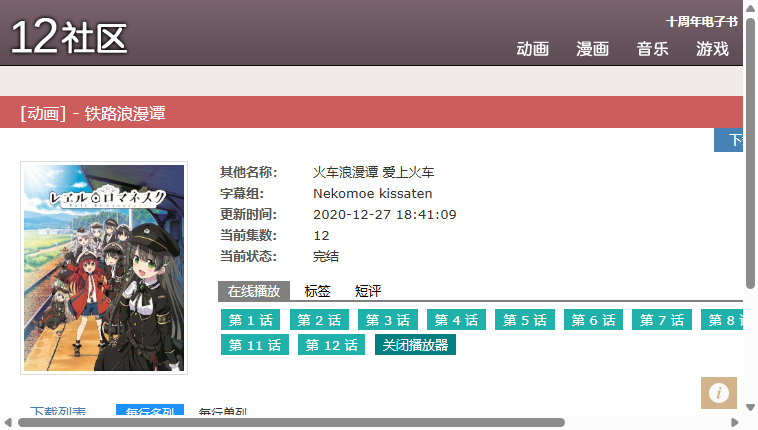 12社区
十周年电子书
动画 漫画 音乐 游戏
[动画] - 铁路浪漫谭
其他名称： 火车浪漫谭 爱上火车
字幕组： Nekomoe kissaten
更新时间： 2020-12-27 18:41:09
当前集数： 12
当前状态： 完结
レヱル・ロマネスク
在线播放 标签 短评
第 1 话 第 2 话 第 3 话 第 4 话 第 5 话 第 6 话 第 7 话 第 8
第 11 话 第 12 话 关闭播放器
下载列表 每行多列 每行单列